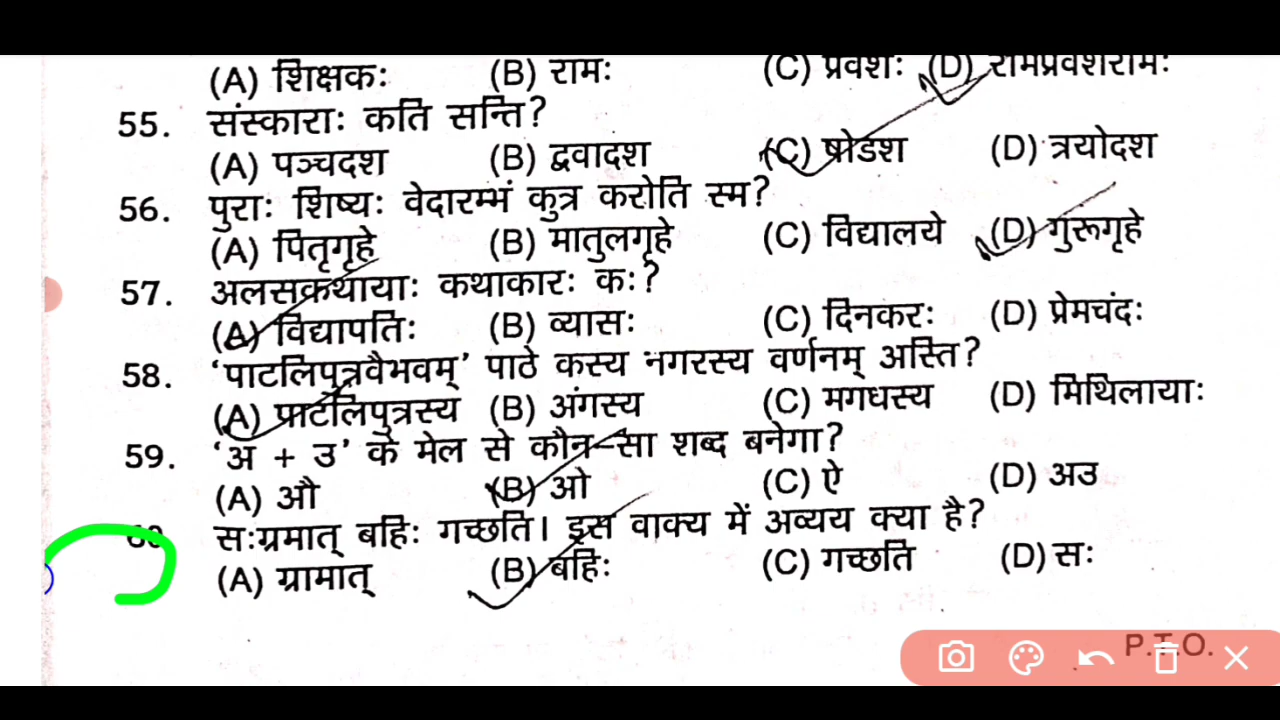 (A) शिक्षकः (B) रामः (C) प्रवेशः (D) रामप्रवेशरामः
55. संस्काराः कति सन्ति?
(A) पञ्चदश (B) द्ववादश (C) षोडश (D) त्रयोदश
56. पुराः शिष्यः वेदारम्भं कुत्र करोति स्म?
(A) पितृगृहे (B) मातुलगृहे (C) विद्यालये (D) गुरूगृहे
57. अलसकथायाः कथाकारः कः?
(A) विद्यापतिः (B) व्यासः (C) दिनकरः (D) प्रेमचंदः
58. 'पाटलिपुत्रवैभवम्' पाठे कस्य नगरस्य वर्णनम् अस्ति?
(A) पाटलिपुत्रस्य (B) अंगस्य (C) मगधस्य (D) मिथिलायाः
59. 'अ + उ' के मेल से कौन-सा शब्द बनेगा?
(A) औ (B) ओ (C) ऐ (D) अउ
60. सःग्रमात् बहिः गच्छति। इस वाक्य में अव्यय क्या है?
(A) ग्रामात् (B) बहिः (C) गच्छति (D) सः
P.T.O.